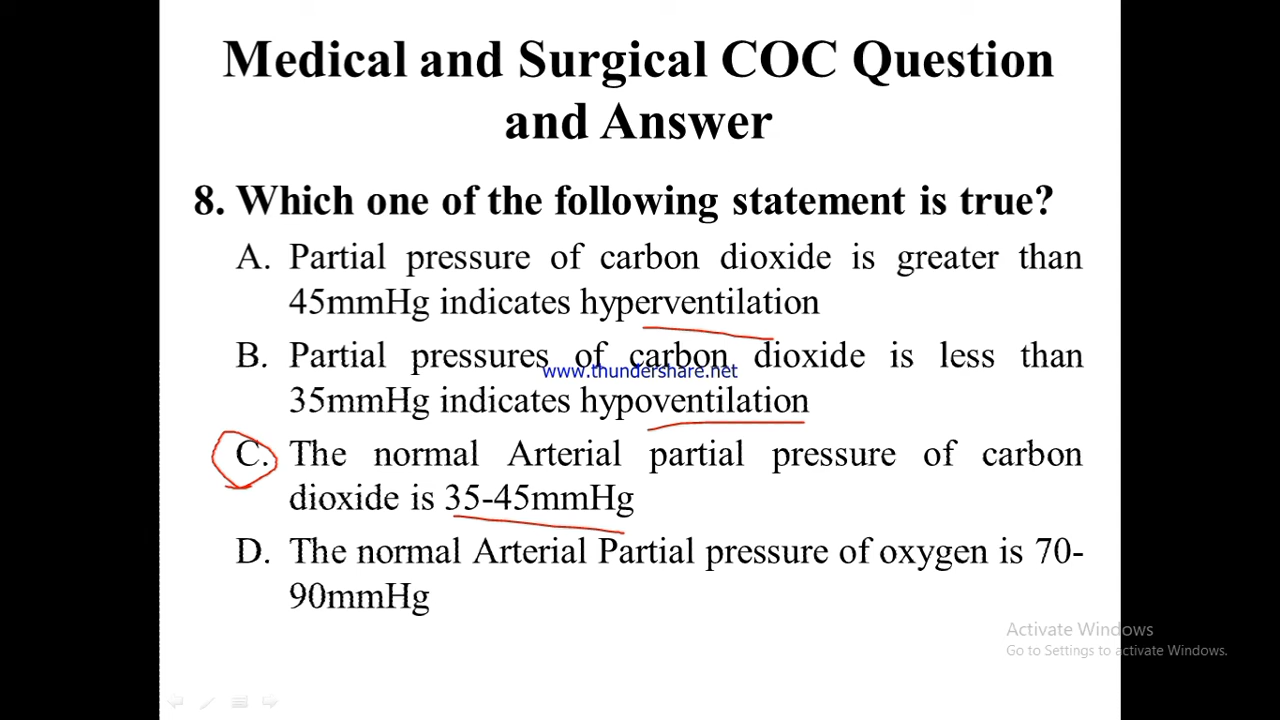 Medical and Surgical COC Question
and Answer
8. Which one of the following statement is true?
A. Partial pressure of carbon dioxide is greater than
45mmHg indicates hyperventilation
B. Partial pressures of carbon dioxide is less than
www.thundershare.net
35mmHg indicates hypoventilation
C. The normal Arterial partial pressure of carbon
dioxide is 35-45mmHg
D. The normal Arterial Partial pressure of oxygen is 70-
90mmHg
Activate Windows
Go to Settings to activate Windows.